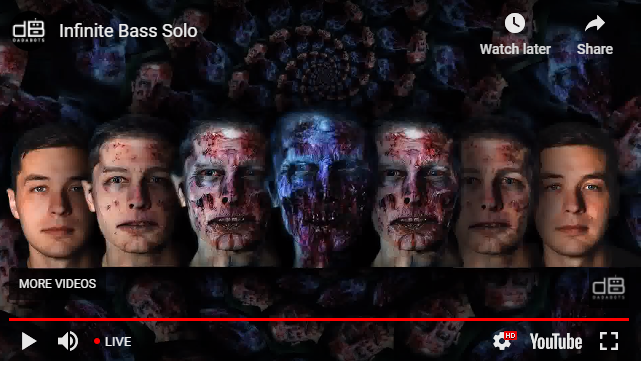 dB
DADABOTS
Infinite Bass Solo
Watch later
Share
MORE VIDEOS
dB
DADABOTS
LIVE
HD
YouTube